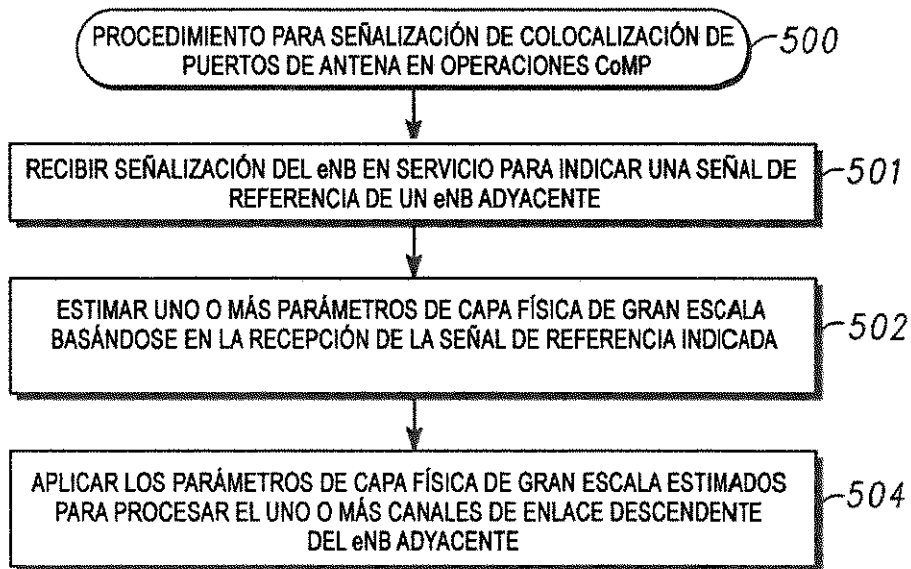 PROCEDIMIENTO PARA SEÑALIZACIÓN DE COLOCALIZACIÓN DE
PUERTOS DE ANTENA EN OPERACIONES CoMP
500
RECIBIR SEÑALIZACIÓN DEL eNB EN SERVICIO PARA INDICAR UNA SEÑAL DE
REFERENCIA DE UN eNB ADYACENTE
501
ESTIMAR UNO O MÁS PARÁMETROS DE CAPA FÍSICA DE GRAN ESCALA
BASÁNDOSE EN LA RECEPCIÓN DE LA SEÑAL DE REFERENCIA INDICADA
502
APLICAR LOS PARÁMETROS DE CAPA FÍSICA DE GRAN ESCALA ESTIMADOS
PARA PROCESAR EL UNO O MÁS CANALES DE ENLACE DESCENDENTE
DEL eNB ADYACENTE
504